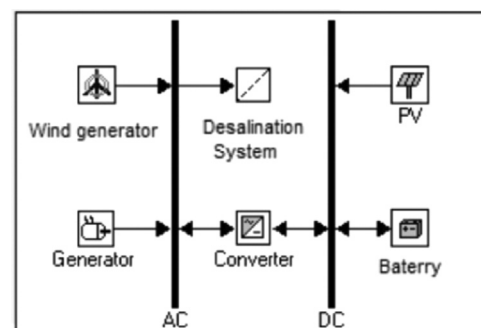 Wind generator
Desalination
System
PV
Generator
Converter
Baterry
AC
DC